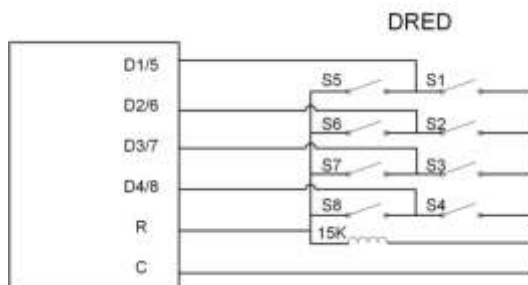 DRED
D1/5
S5 S1
D2/6
S6 S2
D3/7
S7 S3
D4/8
S8 S4
R
15K
C